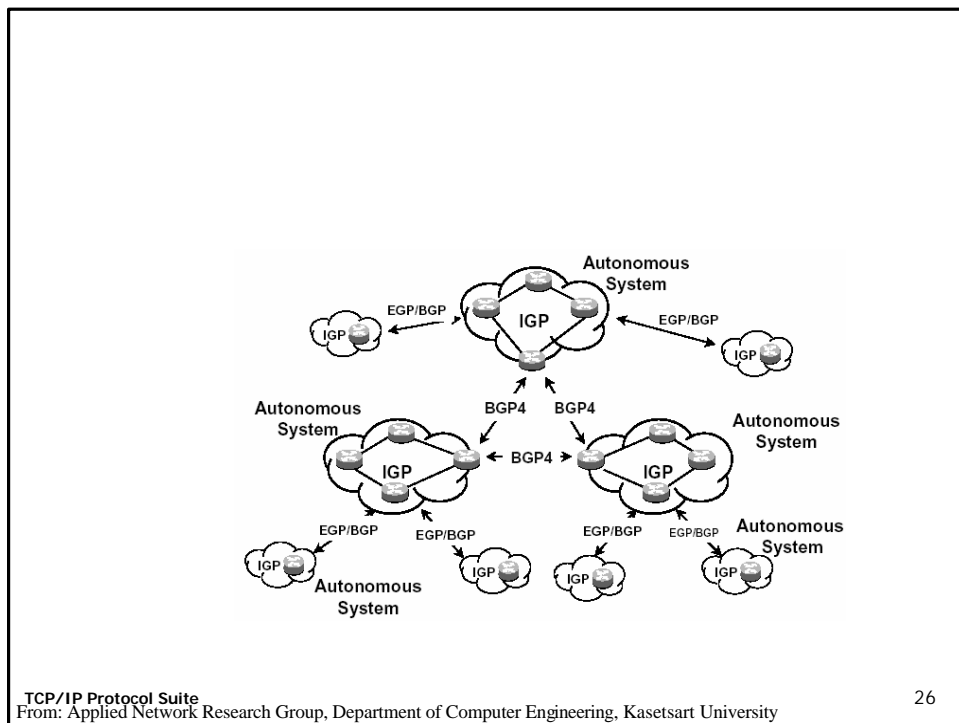 Autonomous
System
EGP/BGP
IGP
IGP
EGP/BGP
IGP
BGP4
BGP4
Autonomous
System
IGP
BGP4
Autonomous
System
IGP
EGP/BGP
EGP/BGP
EGP/BGP
EGP/BGP
IGP
IGP
IGP
IGP
Autonomous
System
Autonomous
System
TCP/IP Protocol Suite
26
From: Applied Network Research Group, Department of Computer Engineering, Kasetsart University